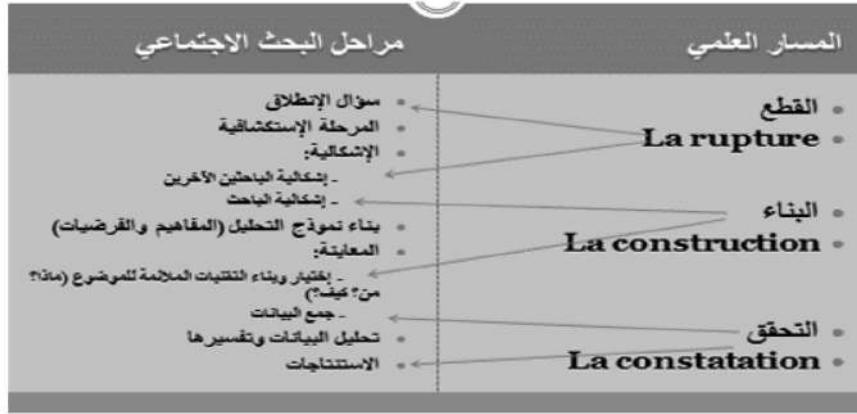 المسار العلمي
مراحل البحث الاجتماعي
القطع
La rupture
البناء
La construction
التحقق
La constatation
سؤال الإنطلاق
المرحلة الإستكشافية
الإشكالية:
- إشكالية الباحثين الآخرين
- إشكالية الباحث
بناء نموذج التحليل (المفاهيم والفرضيات)
المعاينة:
- إختيار وبناء التقنيات الملائمة للموضوع (ماذا؟
من؟ كيف؟)
- جمع البيانات
تحليل البيانات وتفسيرها
الاستنتاجات